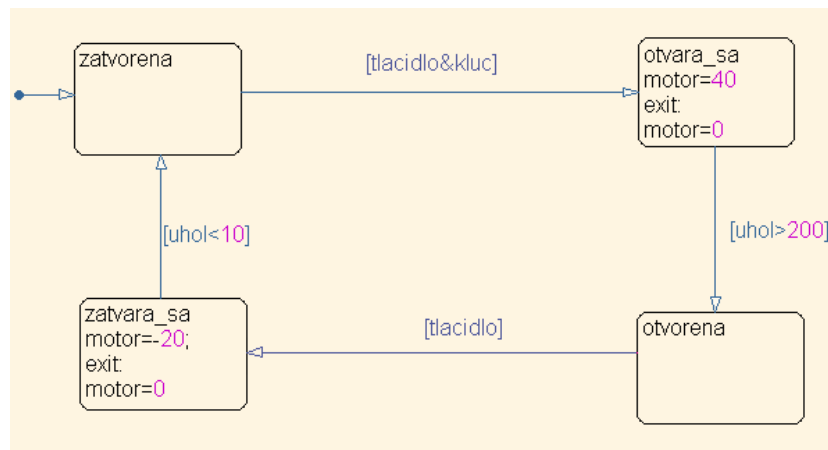 zatvorena
[tlacidlo&kluc]
otvara_sa
motor=40
exit:
motor=0
[uhol<10]
[uhol>200]
zatvara_sa
motor=-20;
exit:
motor=0
[tlacidlo]
otvorena